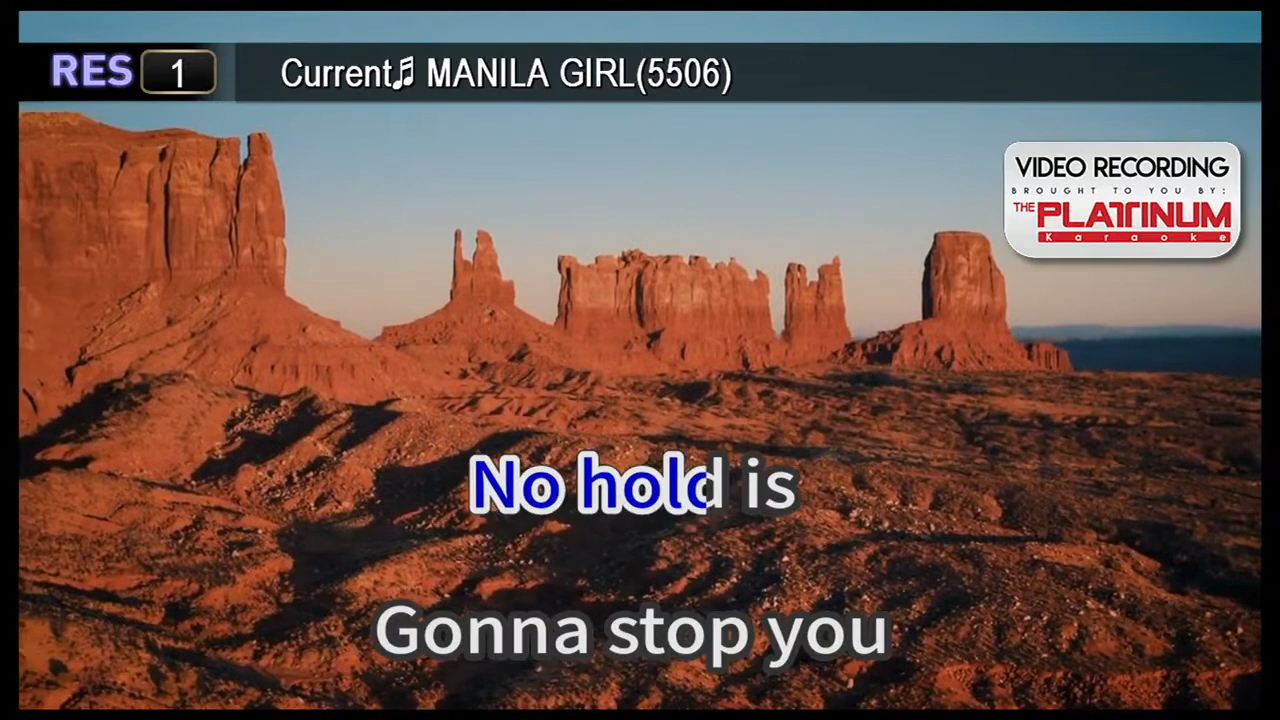 RES 1 Current♫ MANILA GIRL(5506)
VIDEO RECORDING
BROUGHT TO YOU BY:
THE PLATINUM
Karaoke
No hold is
Gonna stop you